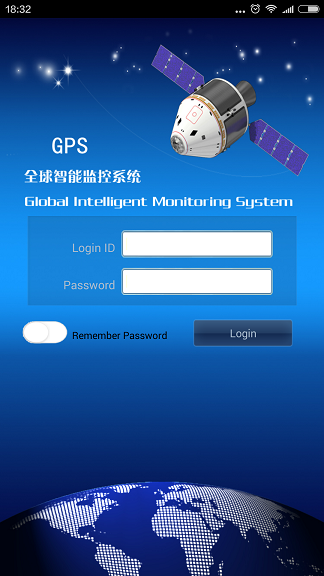 18:32
GPS
全球智能监控系统
Global Intelligent Monitoring System
Login ID
Password
Remember Password
Login